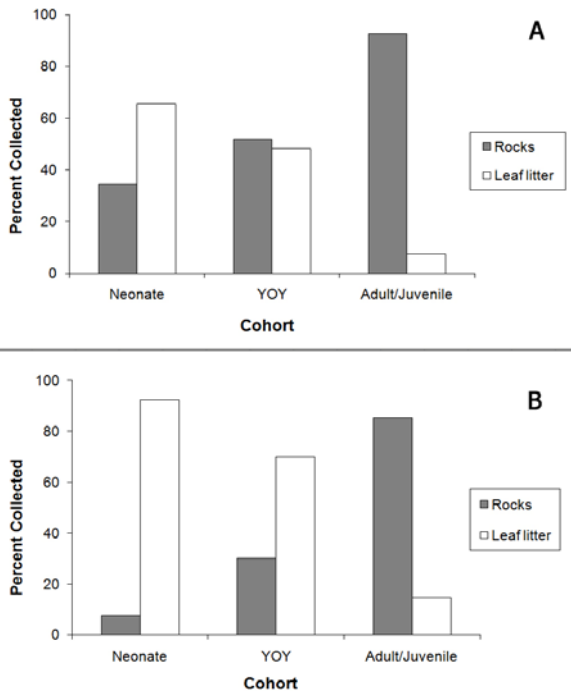 A
100
80
60
40
20
0
Percent Collected
Neonate YOY Adult/Juvenile
Cohort
Rocks
Leaf litter
B
100
80
60
40
20
0
Percent Collected
Neonate YOY Adult/Juvenile
Cohort
Rocks
Leaf litter